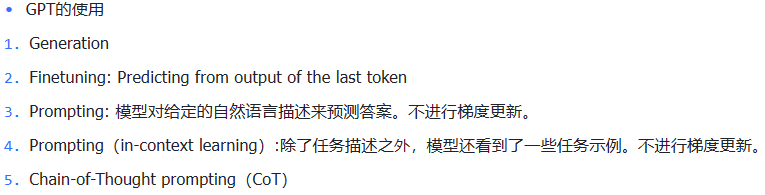 • GPT的使用
1. Generation
2. Finetuning: Predicting from output of the last token
3. Prompting: 模型对给定的自然语言描述来预测答案。不进行梯度更新。
4. Prompting（in-context learning）:除了任务描述之外，模型还看到了一些任务示例。不进行梯度更新。
5. Chain-of-Thought prompting（CoT）